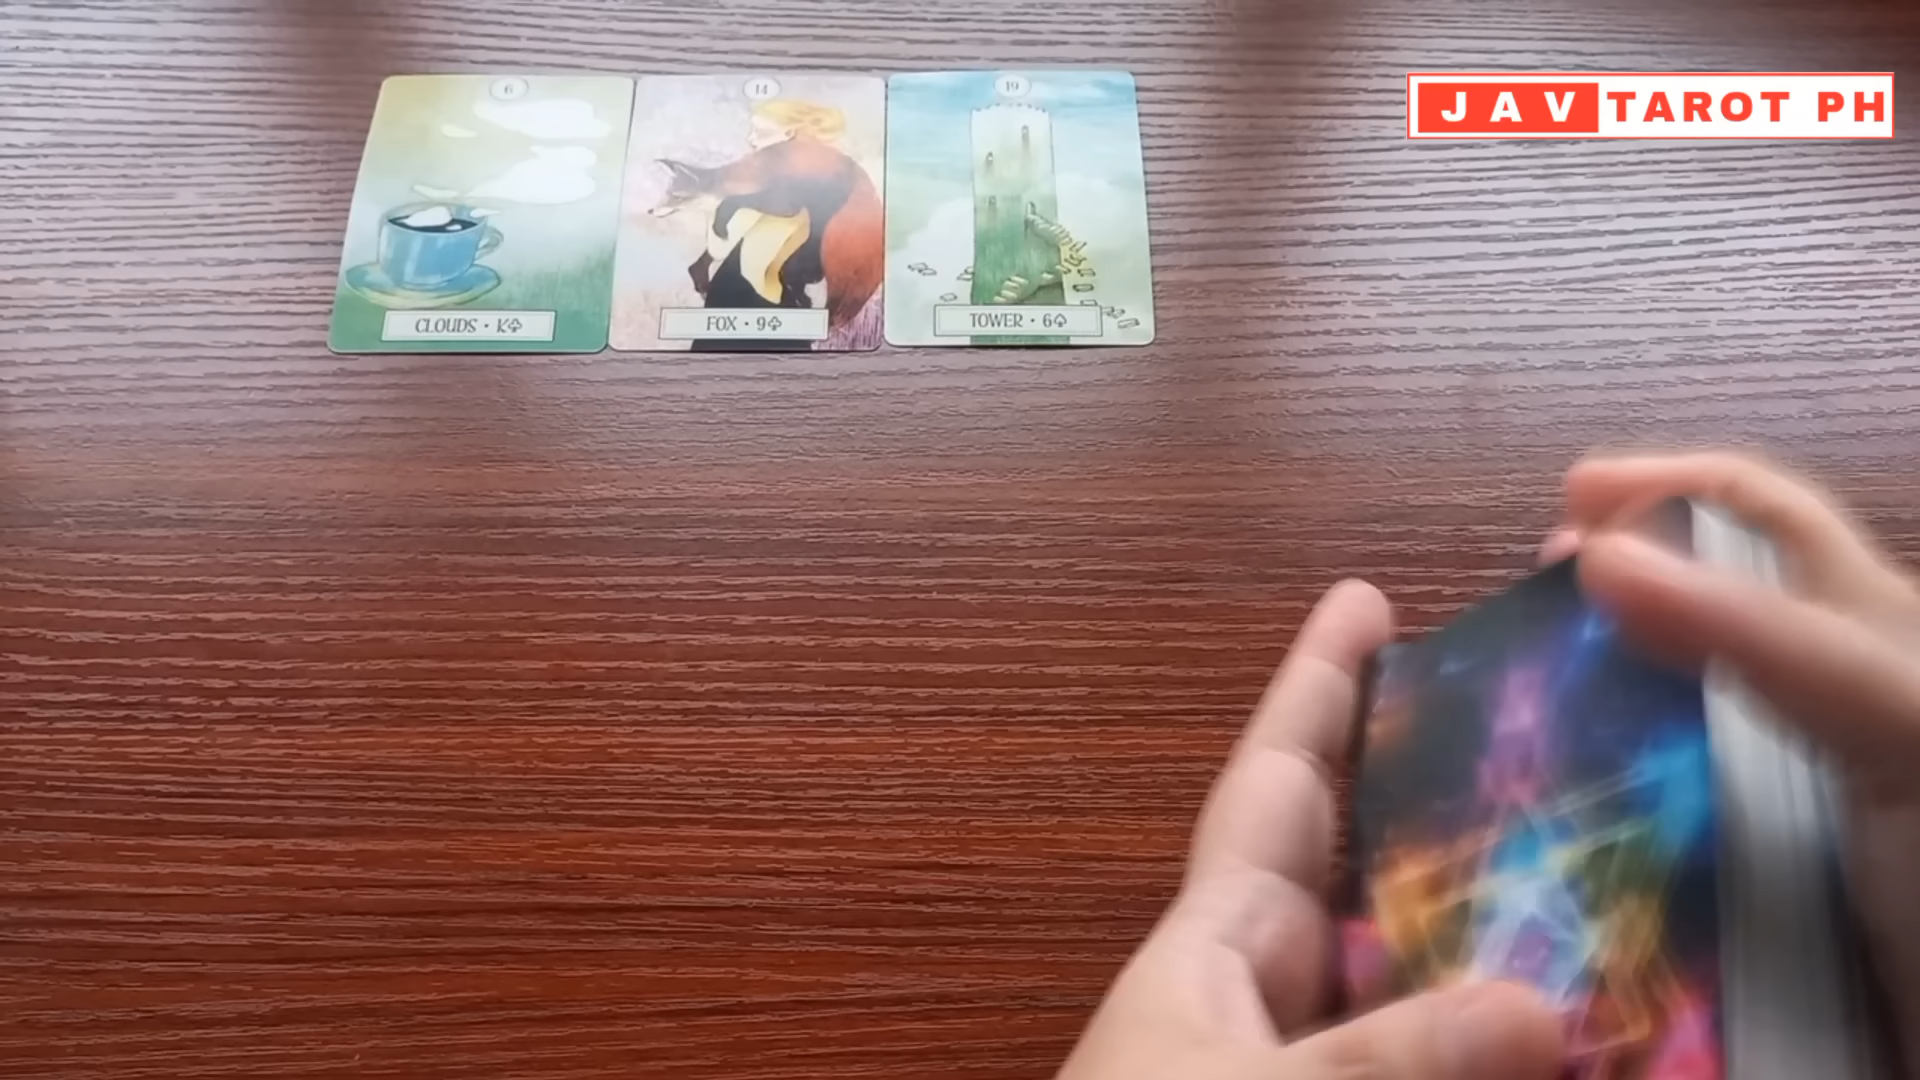 6
14
19
JAV TAROT PH
CLOUDS • K♣
FOX • 9♣
TOWER • 6♠